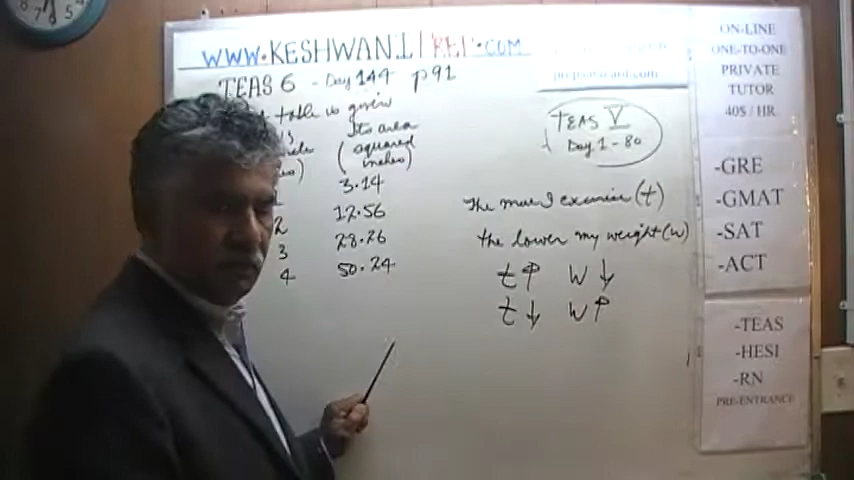 WWW.KESHWANIPREP.COM
TEAS 6 - Day 144 p91
table is given
Its area
(squared
inches)
3.14
2 12.56
3 28.26
4 50.24
TEAS V
Day 1-80
The more I exercise (t)
the lower my weight (w)
t↑ W↓
t↓ W↑
ON-LINE
ONE-TO-ONE
PRIVATE
TUTOR
40$ / HR
-GRE
-GMAT
-SAT
-ACT
-TEAS
-HESI
-RN
PRE-ENTRANCE